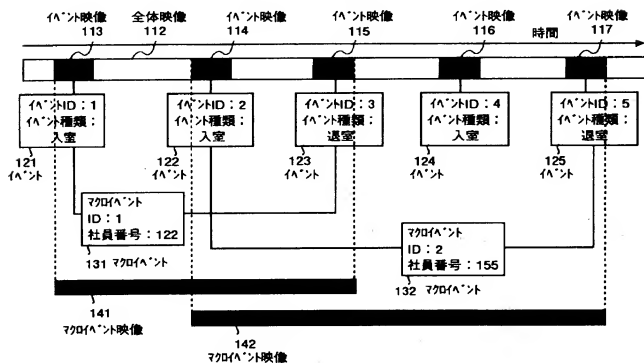 イベント映像 全体映像 イベント映像 イベント映像 イベント映像 イベント映像
113 112 114 115 116 時間 117
イベントID：1 イベントID：2 イベントID：3 イベントID：4 イベントID：5
イベント種類： イベント種類： イベント種類： イベント種類： イベント種類：
入室 入室 退室 入室 退室
121 122 123 124 125
イベント イベント イベント イベント イベント
マクロイベント
ID：1
社員番号：122
131 マクロイベント
マクロイベント
ID：2
社員番号：155
132 マクロイベント
141
マクロイベント映像
142
マクロイベント映像